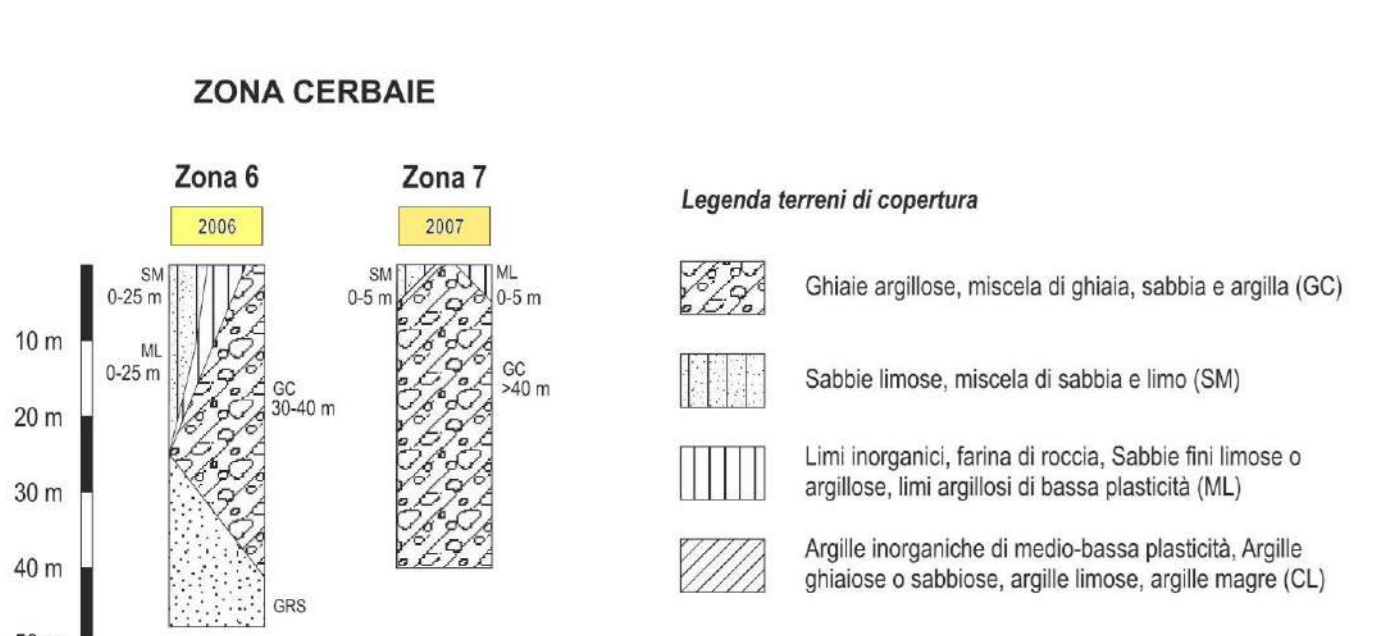 ZONA CERBAIE
Zona 6
2006
Zona 7
2007
10 m
20 m
30 m
40 m
SM
0-25 m
ML
0-25 m
GC
30-40 m
GRS
SM
0-5 m
ML
0-5 m
GC
>40 m
Legenda terreni di copertura
Ghiaie argillose, miscela di ghiaia, sabbia e argilla (GC)
Sabbie limose, miscela di sabbia e limo (SM)
Limi inorganici, farina di roccia, Sabbie fini limose o
argillose, limi argillosi di bassa plasticità (ML)
Argille inorganiche di medio-bassa plasticità, Argille
ghiaiose o sabbiose, argille limose, argille magre (CL)